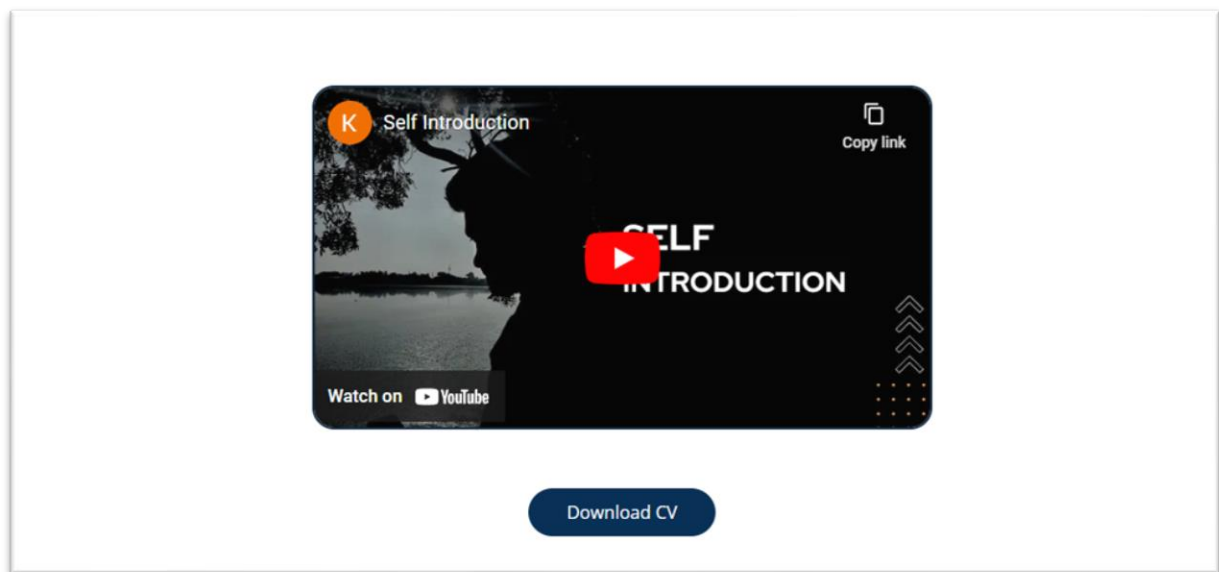 K
Self Introduction
Copy link
SELF
INTRODUCTION
Watch on YouTube
Download CV